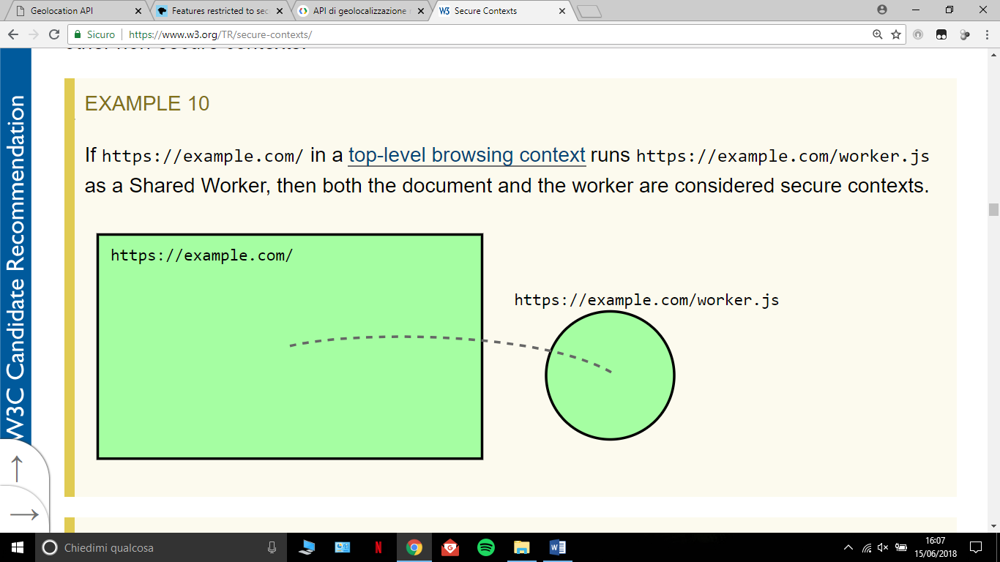 Geolocation API
Features restricted to sec
API di geolocalizzazione
W3 Secure Contexts
Sicuro https://www.w3.org/TR/secure-contexts/
W3C Candidate Recommendation
EXAMPLE 10
If https://example.com/ in a top-level browsing context runs https://example.com/worker.js
as a Shared Worker, then both the document and the worker are considered secure contexts.
https://example.com/
https://example.com/worker.js
Chiedimi qualcosa
16:07
15/06/2018